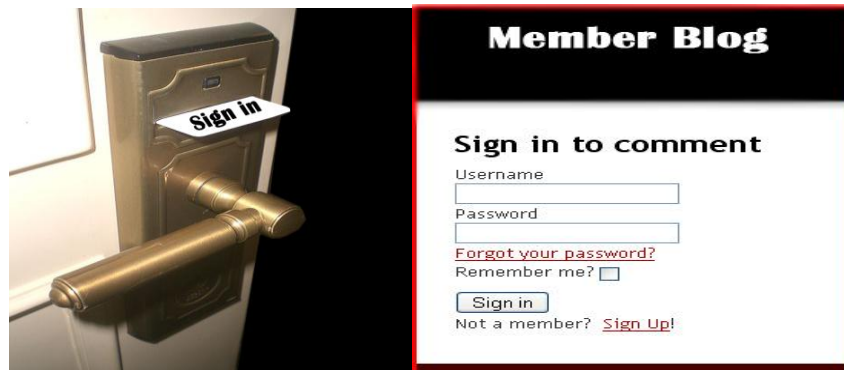 Sign in
Member Blog
Sign in to comment
Username
Password
Forgot your password?
Remember me?
Sign in
Not a member? Sign Up!